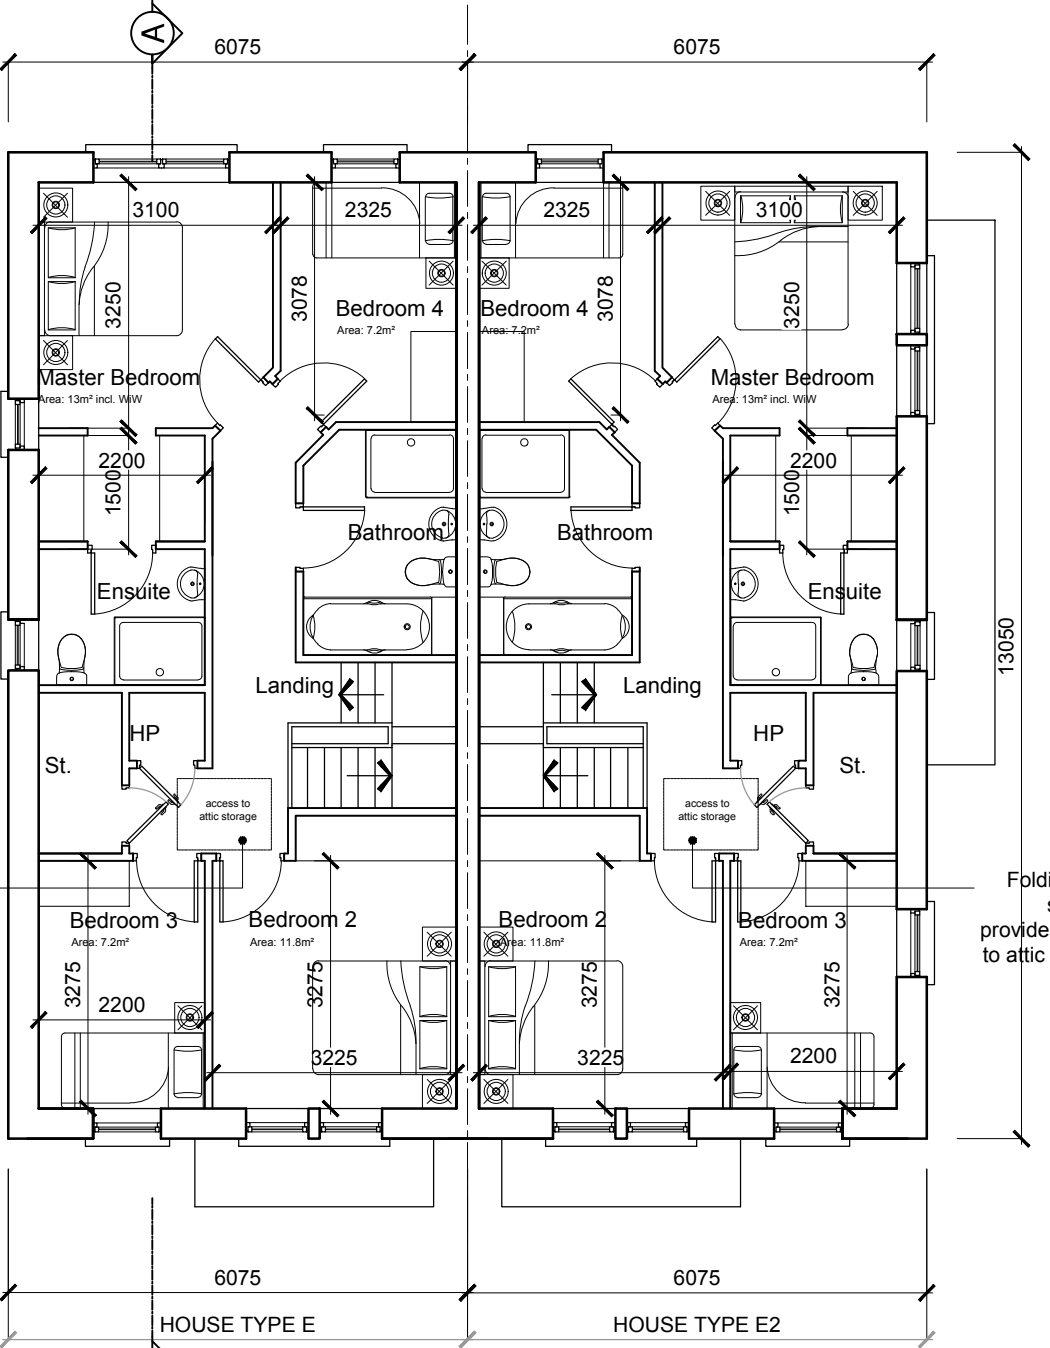 A
6075
6075
3100
2325
2325
3100
3250
3078
3078
3250
Bedroom 4
Area: 7.2m²
Bedroom 4
Area: 7.2m²
Master Bedroom
Area: 13m² incl. WiW
Master Bedroom
Area: 13m² incl. WiW
2200
1500
2200
1500
Bathroom
Bathroom
Ensuite
Ensuite
13050
Landing
Landing
HP
HP
St.
St.
access to
attic storage
access to
attic storage
Foldi
s
provide
to attic
Bedroom 3
Area: 7.2m²
Bedroom 2
Area: 11.8m²
Bedroom 2
Area: 11.8m²
Bedroom 3
Area: 7.2m²
3275
3275
3275
3275
2200
3225
3225
2200
6075
6075
HOUSE TYPE E
HOUSE TYPE E2